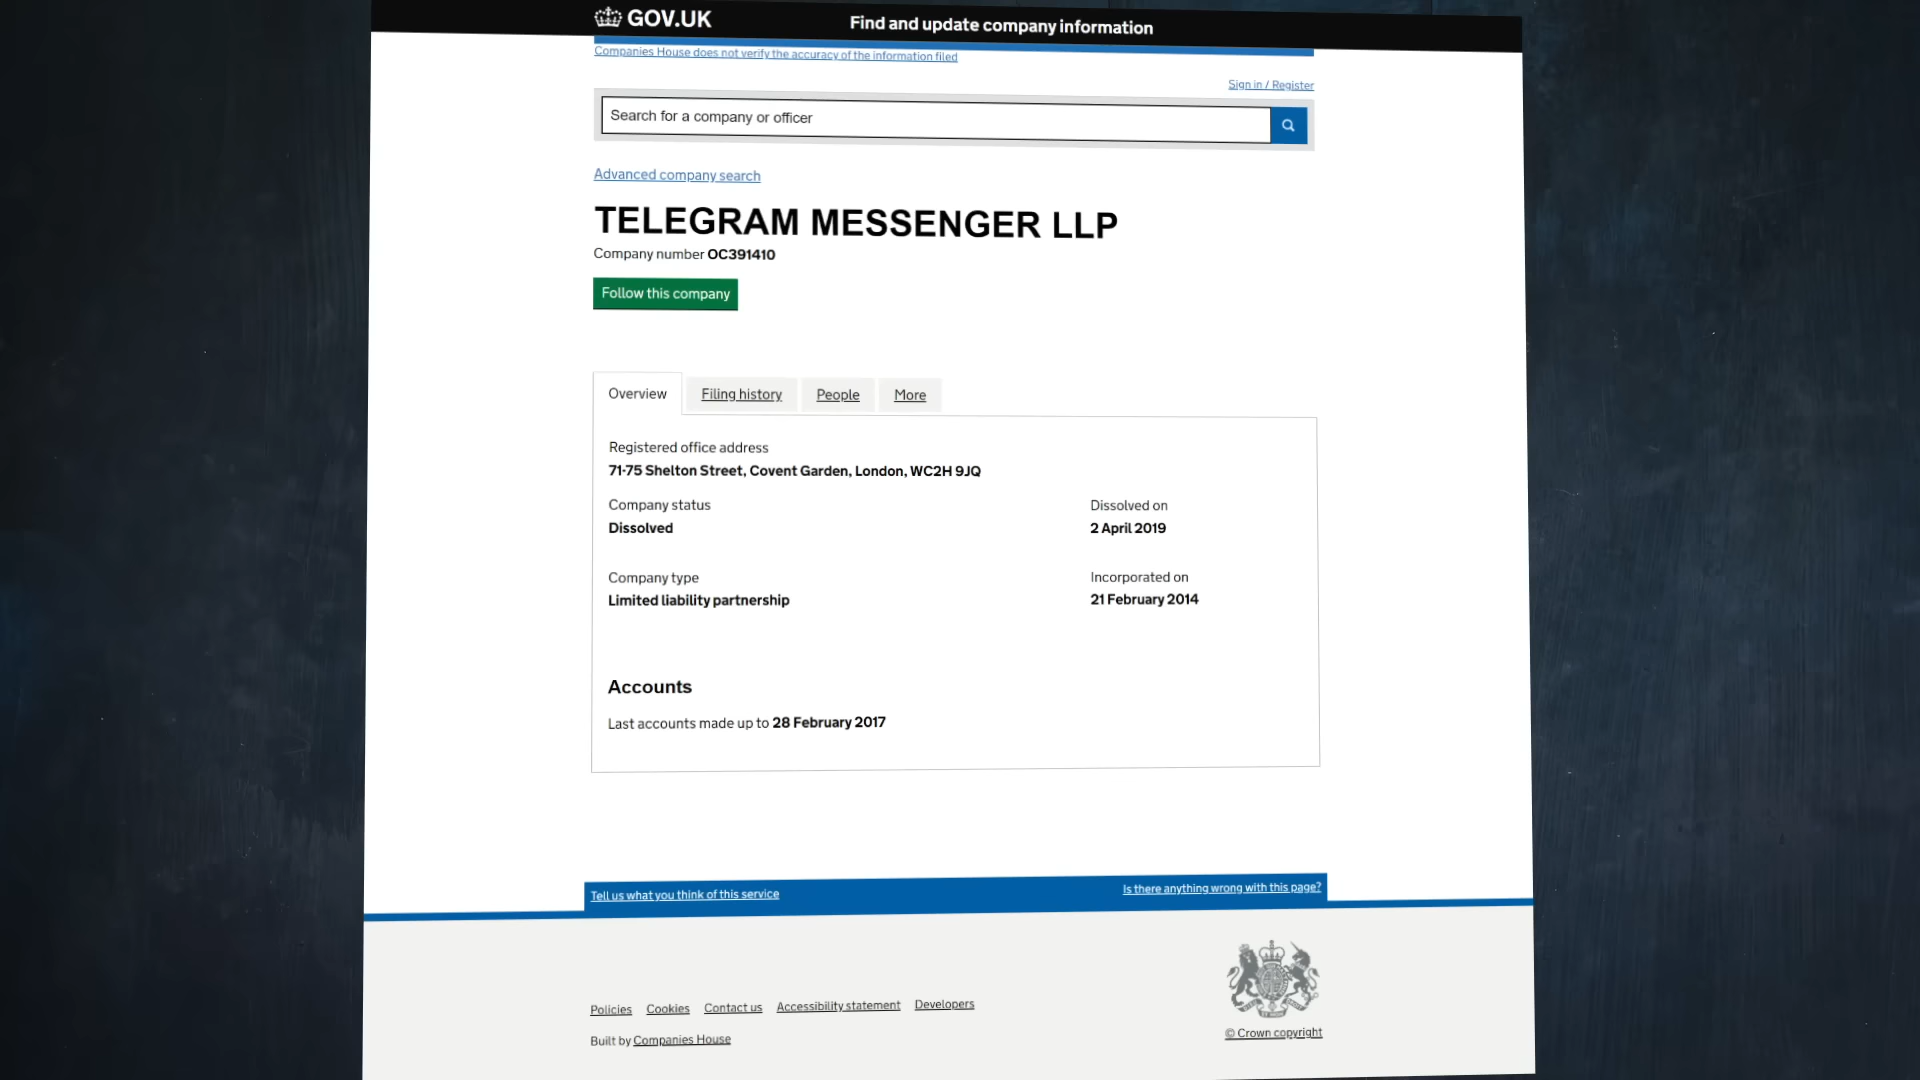 GOV.UK
Find and update company information
Companies House does not verify the accuracy of the information filed
Sign in / Register
Search for a company or officer
Advanced company search
TELEGRAM MESSENGER LLP
Company number OC391410
Follow this company
Overview
Filing history
People
More
Registered office address
71-75 Shelton Street, Covent Garden, London, WC2H 9JQ
Company status
Dissolved
Dissolved on
2 April 2019
Company type
Limited liability partnership
Incorporated on
21 February 2014
Accounts
Last accounts made up to 28 February 2017
Tell us what you think of this service
Is there anything wrong with this page?
Policies
Cookies
Contact us
Accessibility statement
Developers
Built by Companies House
© Crown copyright